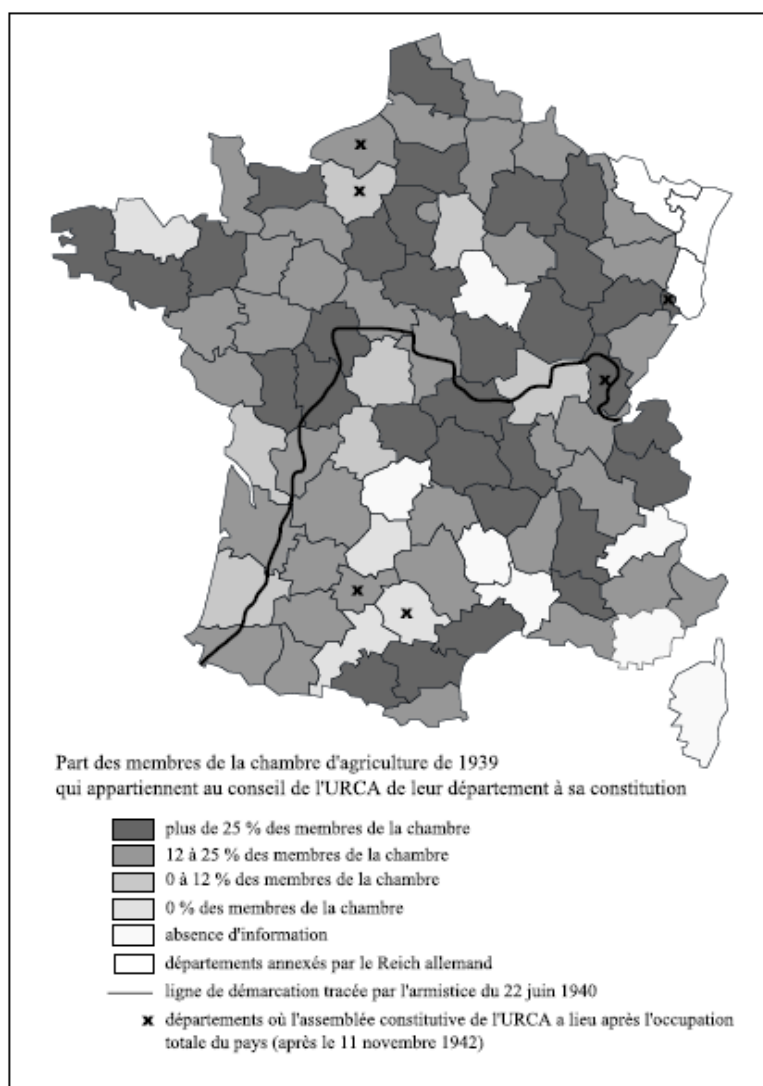 Part des membres de la chambre d'agriculture de 1939
qui appartiennent au conseil de l'URCA de leur département à sa constitution
plus de 25 % des membres de la chambre
12 à 25 % des membres de la chambre
0 à 12 % des membres de la chambre
0 % des membres de la chambre
absence d'information
départements annexés par le Reich allemand
ligne de démarcation tracée par l'armistice du 22 juin 1940
x départements où l'assemblée constitutive de l'URCA a lieu après l'occupation
totale du pays (après le 11 novembre 1942)